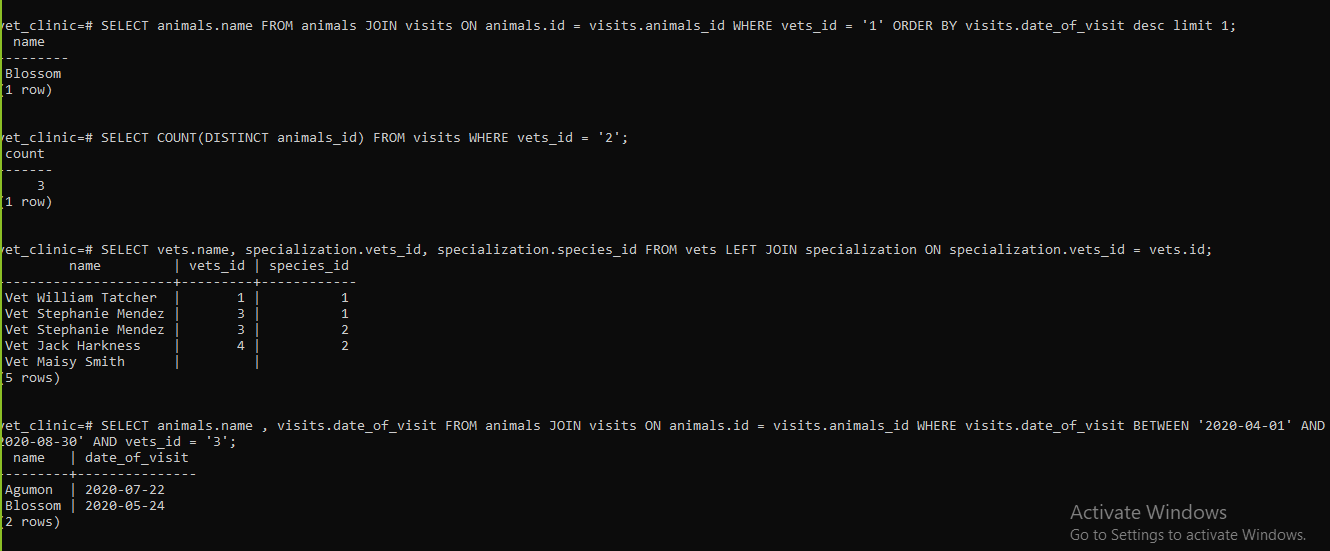 vet_clinic=# SELECT animals.name FROM animals JOIN visits ON animals.id = visits.animals_id WHERE vets_id = '1' ORDER BY visits.date_of_visit desc limit 1;
name
---------
Blossom
(1 row)
vet_clinic=# SELECT COUNT(DISTINCT animals_id) FROM visits WHERE vets_id = '2';
count
-------
3
(1 row)
vet_clinic=# SELECT vets.name, specialization.vets_id, specialization.species_id FROM vets LEFT JOIN specialization ON specialization.vets_id = vets.id;
name | vets_id | species_id
----------------------+---------+------------
Vet William Tatcher | 1 | 1
Vet Stephanie Mendez | 3 | 1
Vet Stephanie Mendez | 3 | 2
Vet Jack Harkness | 4 | 2
Vet Maisy Smith | |
(5 rows)
vet_clinic=# SELECT animals.name , visits.date_of_visit FROM animals JOIN visits ON animals.id = visits.animals_id WHERE visits.date_of_visit BETWEEN '2020-04-01' AND
2020-08-30' AND vets_id = '3';
name | date_of_visit
---------+---------------
Agumon | 2020-07-22
Blossom | 2020-05-24
(2 rows)
Activate Windows
Go to Settings to activate Windows.